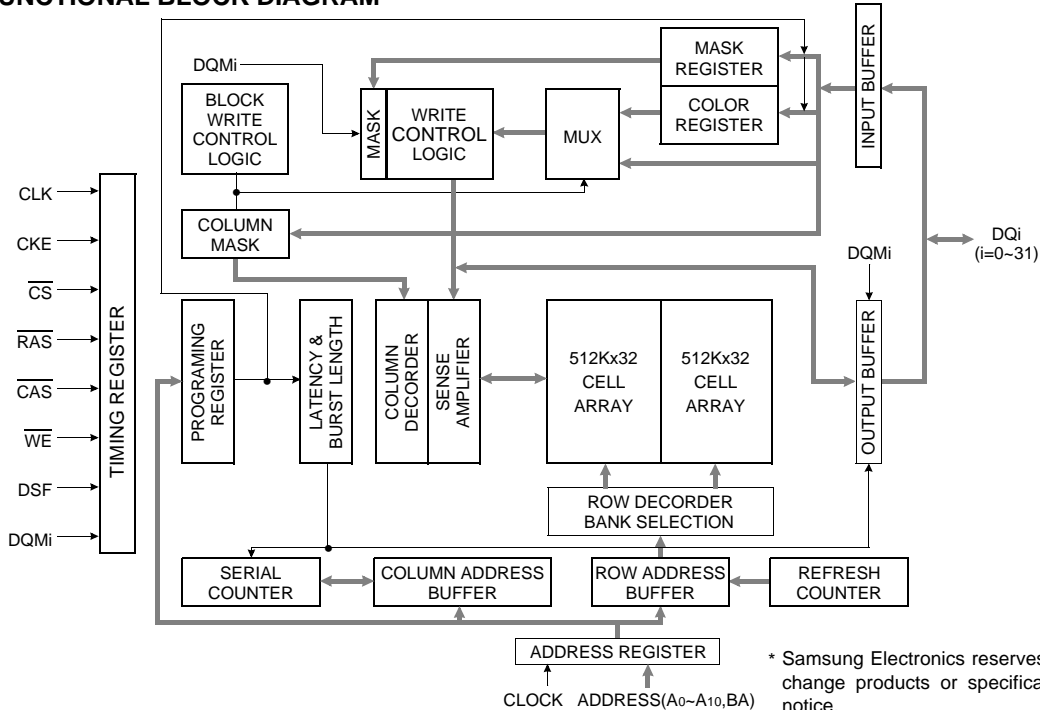 FUNCTIONAL BLOCK DIAGRAM
DQMi
BLOCK
WRITE
CONTROL
LOGIC
MASK
WRITE
CONTROL
LOGIC
MUX
MASK
REGISTER
COLOR
REGISTER
INPUT BUFFER
CLK
CKE
CS
RAS
CAS
WE
DSF
DQMi
TIMING REGISTER
COLUMN
MASK
DQMi
DQi
(i=0~31)
PROGRAMING
REGISTER
LATENCY &
BURST LENGTH
COLUMN
DECORDER
SENSE
AMPLIFIER
512Kx32
CELL
ARRAY
512Kx32
CELL
ARRAY
OUTPUT BUFFER
ROW DECORDER
BANK SELECTION
SERIAL
COUNTER
COLUMN ADDRESS
BUFFER
ROW ADDRESS
BUFFER
REFRESH
COUNTER
ADDRESS REGISTER
CLOCK
ADDRESS(A0~A10,BA)
* Samsung Electronics reserves
change products or specifica
notice